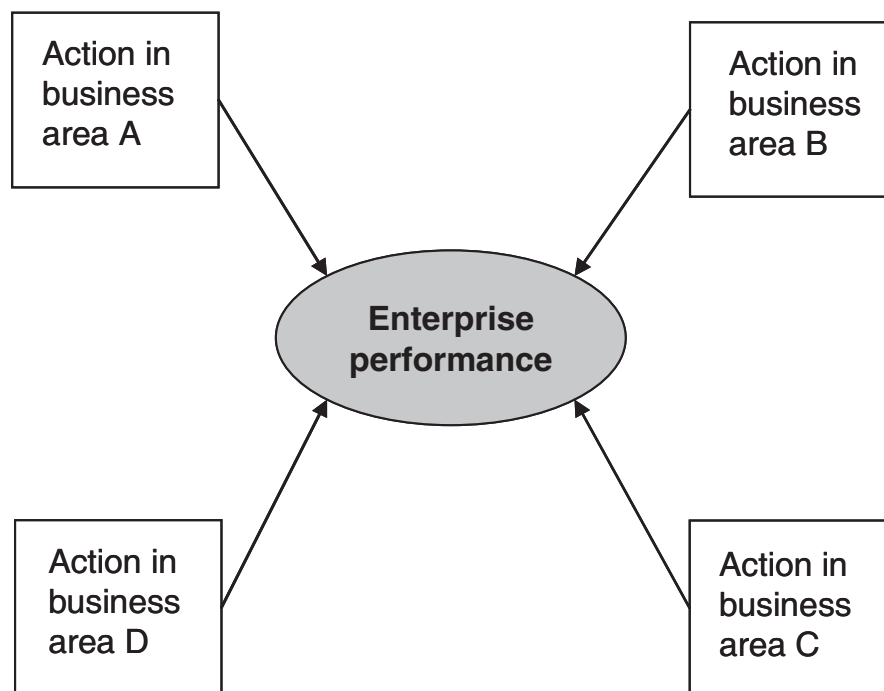 Action in
business
area A
Action in
business
area B
Enterprise
performance
Action in
business
area D
Action in
business
area C